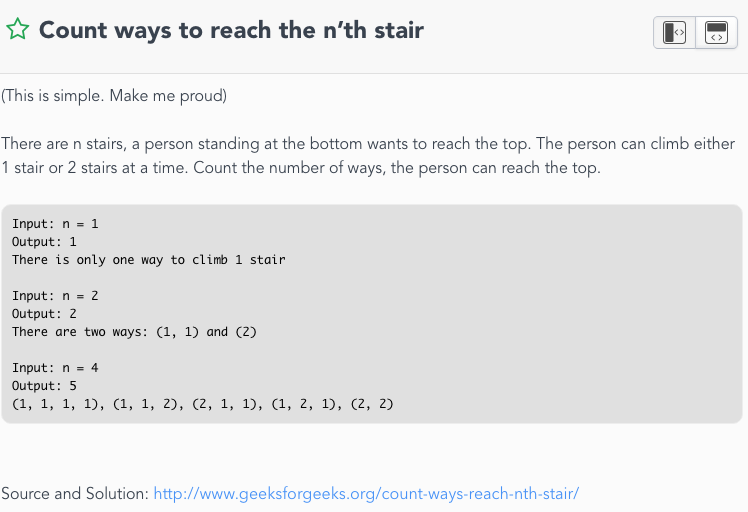 Count ways to reach the n’th stair
(This is simple. Make me proud)
There are n stairs, a person standing at the bottom wants to reach the top. The person can climb either
1 stair or 2 stairs at a time. Count the number of ways, the person can reach the top.
Input: n = 1
Output: 1
There is only one way to climb 1 stair
Input: n = 2
Output: 2
There are two ways: (1, 1) and (2)
Input: n = 4
Output: 5
(1, 1, 1, 1), (1, 1, 2), (2, 1, 1), (1, 2, 1), (2, 2)
Source and Solution: http://www.geeksforgeeks.org/count-ways-reach-nth-stair/